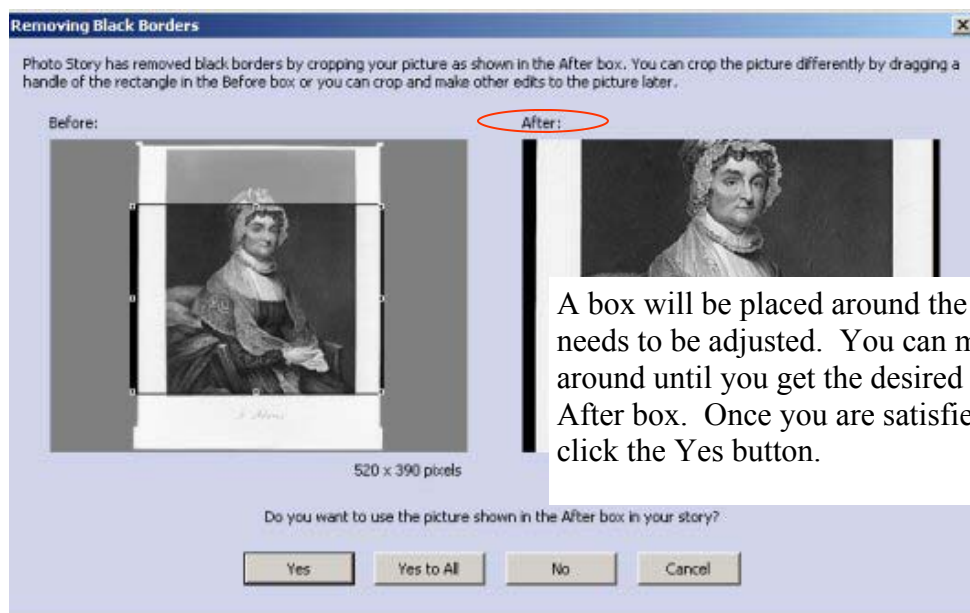 Removing Black Borders
Photo Story has removed black borders by cropping your picture as shown in the After box. You can crop the picture differently by dragging a
handle of the rectangle in the Before box or you can crop and make other edits to the picture later.
Before:
After:
A box will be placed around the
needs to be adjusted. You can m
around until you get the desired
After box. Once you are satisfie
click the Yes button.
520 x 390 pixels
Do you want to use the picture shown in the After box in your story?
Yes
Yes to All
No
Cancel